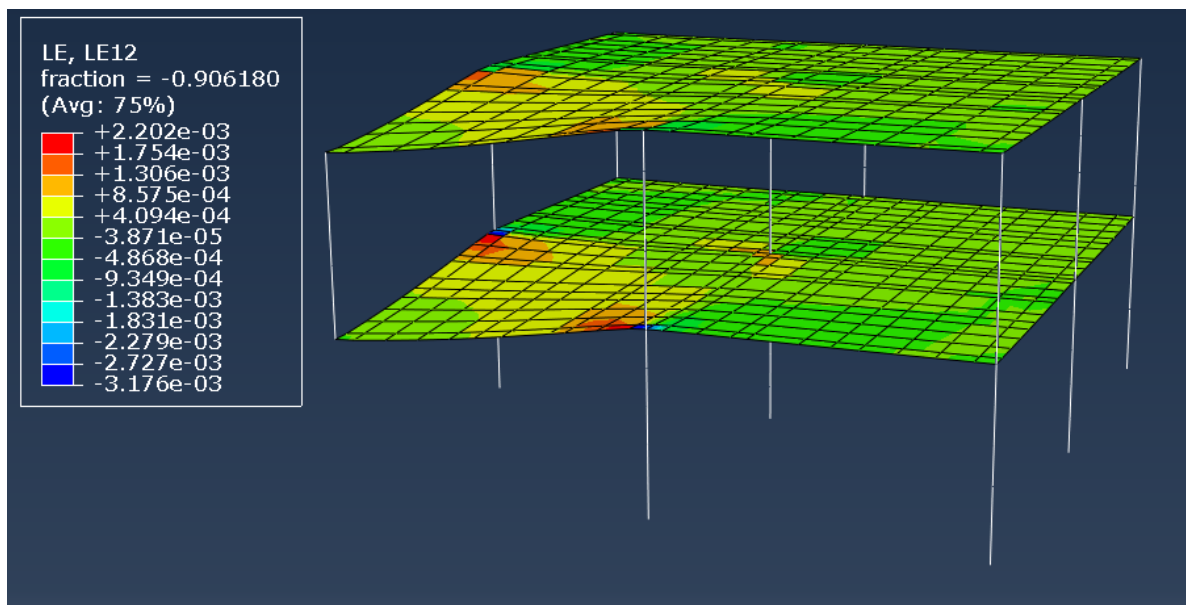 LE, LE12
fraction = -0.906180
(Avg: 75%)
+2.202e-03
+1.754e-03
+1.306e-03
+8.575e-04
+4.094e-04
-3.871e-05
-4.868e-04
-9.349e-04
-1.383e-03
-1.831e-03
-2.279e-03
-2.727e-03
-3.176e-03